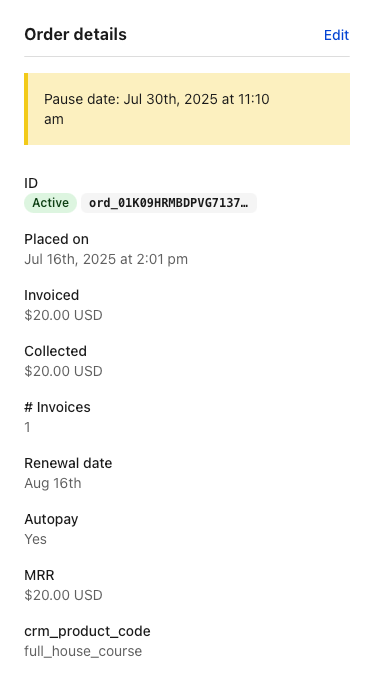 Order details
Edit
Pause date: Jul 30th, 2025 at 11:10
am
ID
Active ord_01K09HRMBDPVG7137…
Placed on
Jul 16th, 2025 at 2:01 pm
Invoiced
$20.00 USD
Collected
$20.00 USD
# Invoices
1
Renewal date
Aug 16th
Autopay
Yes
MRR
$20.00 USD
crm_product_code
full_house_course